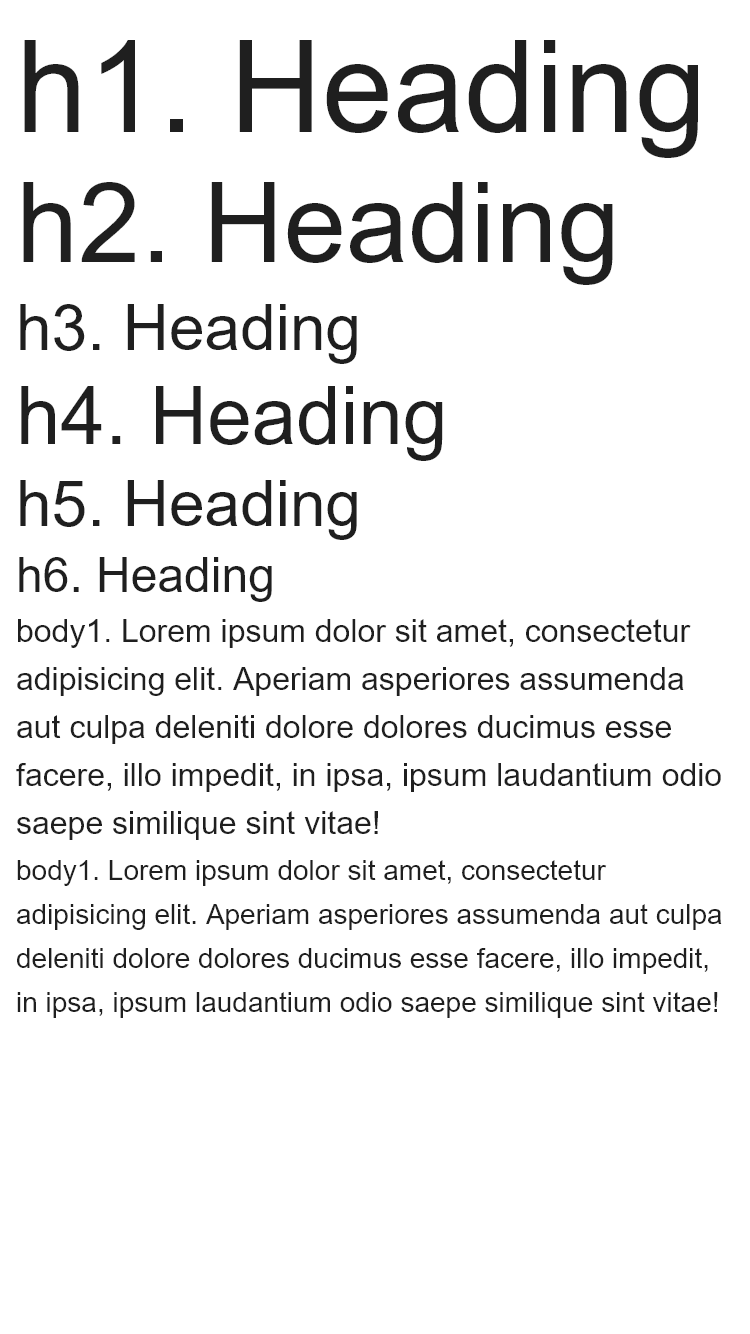 h1. Heading
h2. Heading
h3. Heading
h4. Heading
h5. Heading
h6. Heading
body1. Lorem ipsum dolor sit amet, consectetur
adipisicing elit. Aperiam asperiores assumenda
aut culpa deleniti dolore dolores ducimus esse
facere, illo impedit, in ipsa, ipsum laudantium odio
saepe similique sint vitae!
body1. Lorem ipsum dolor sit amet, consectetur
adipisicing elit. Aperiam asperiores assumenda aut culpa
deleniti dolore dolores ducimus esse facere, illo impedit,
in ipsa, ipsum laudantium odio saepe similique sint vitae!